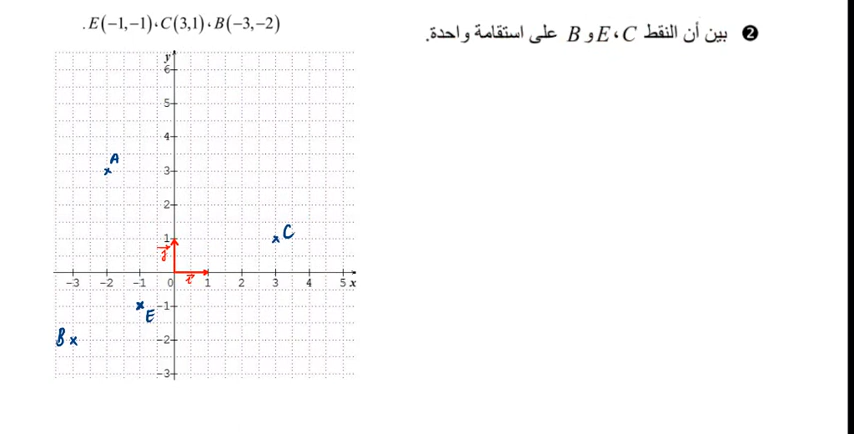 ❷ بين أن النقط C، E و B على استقامة واحدة.
.E(−1,−1)،C(3,1)،B(−3,−2)
y
6
5
4
A
3
2
C
1
j
−3 −2 −1 0 i 1 2 3 4 5 x
−1
E
B
−2
−3